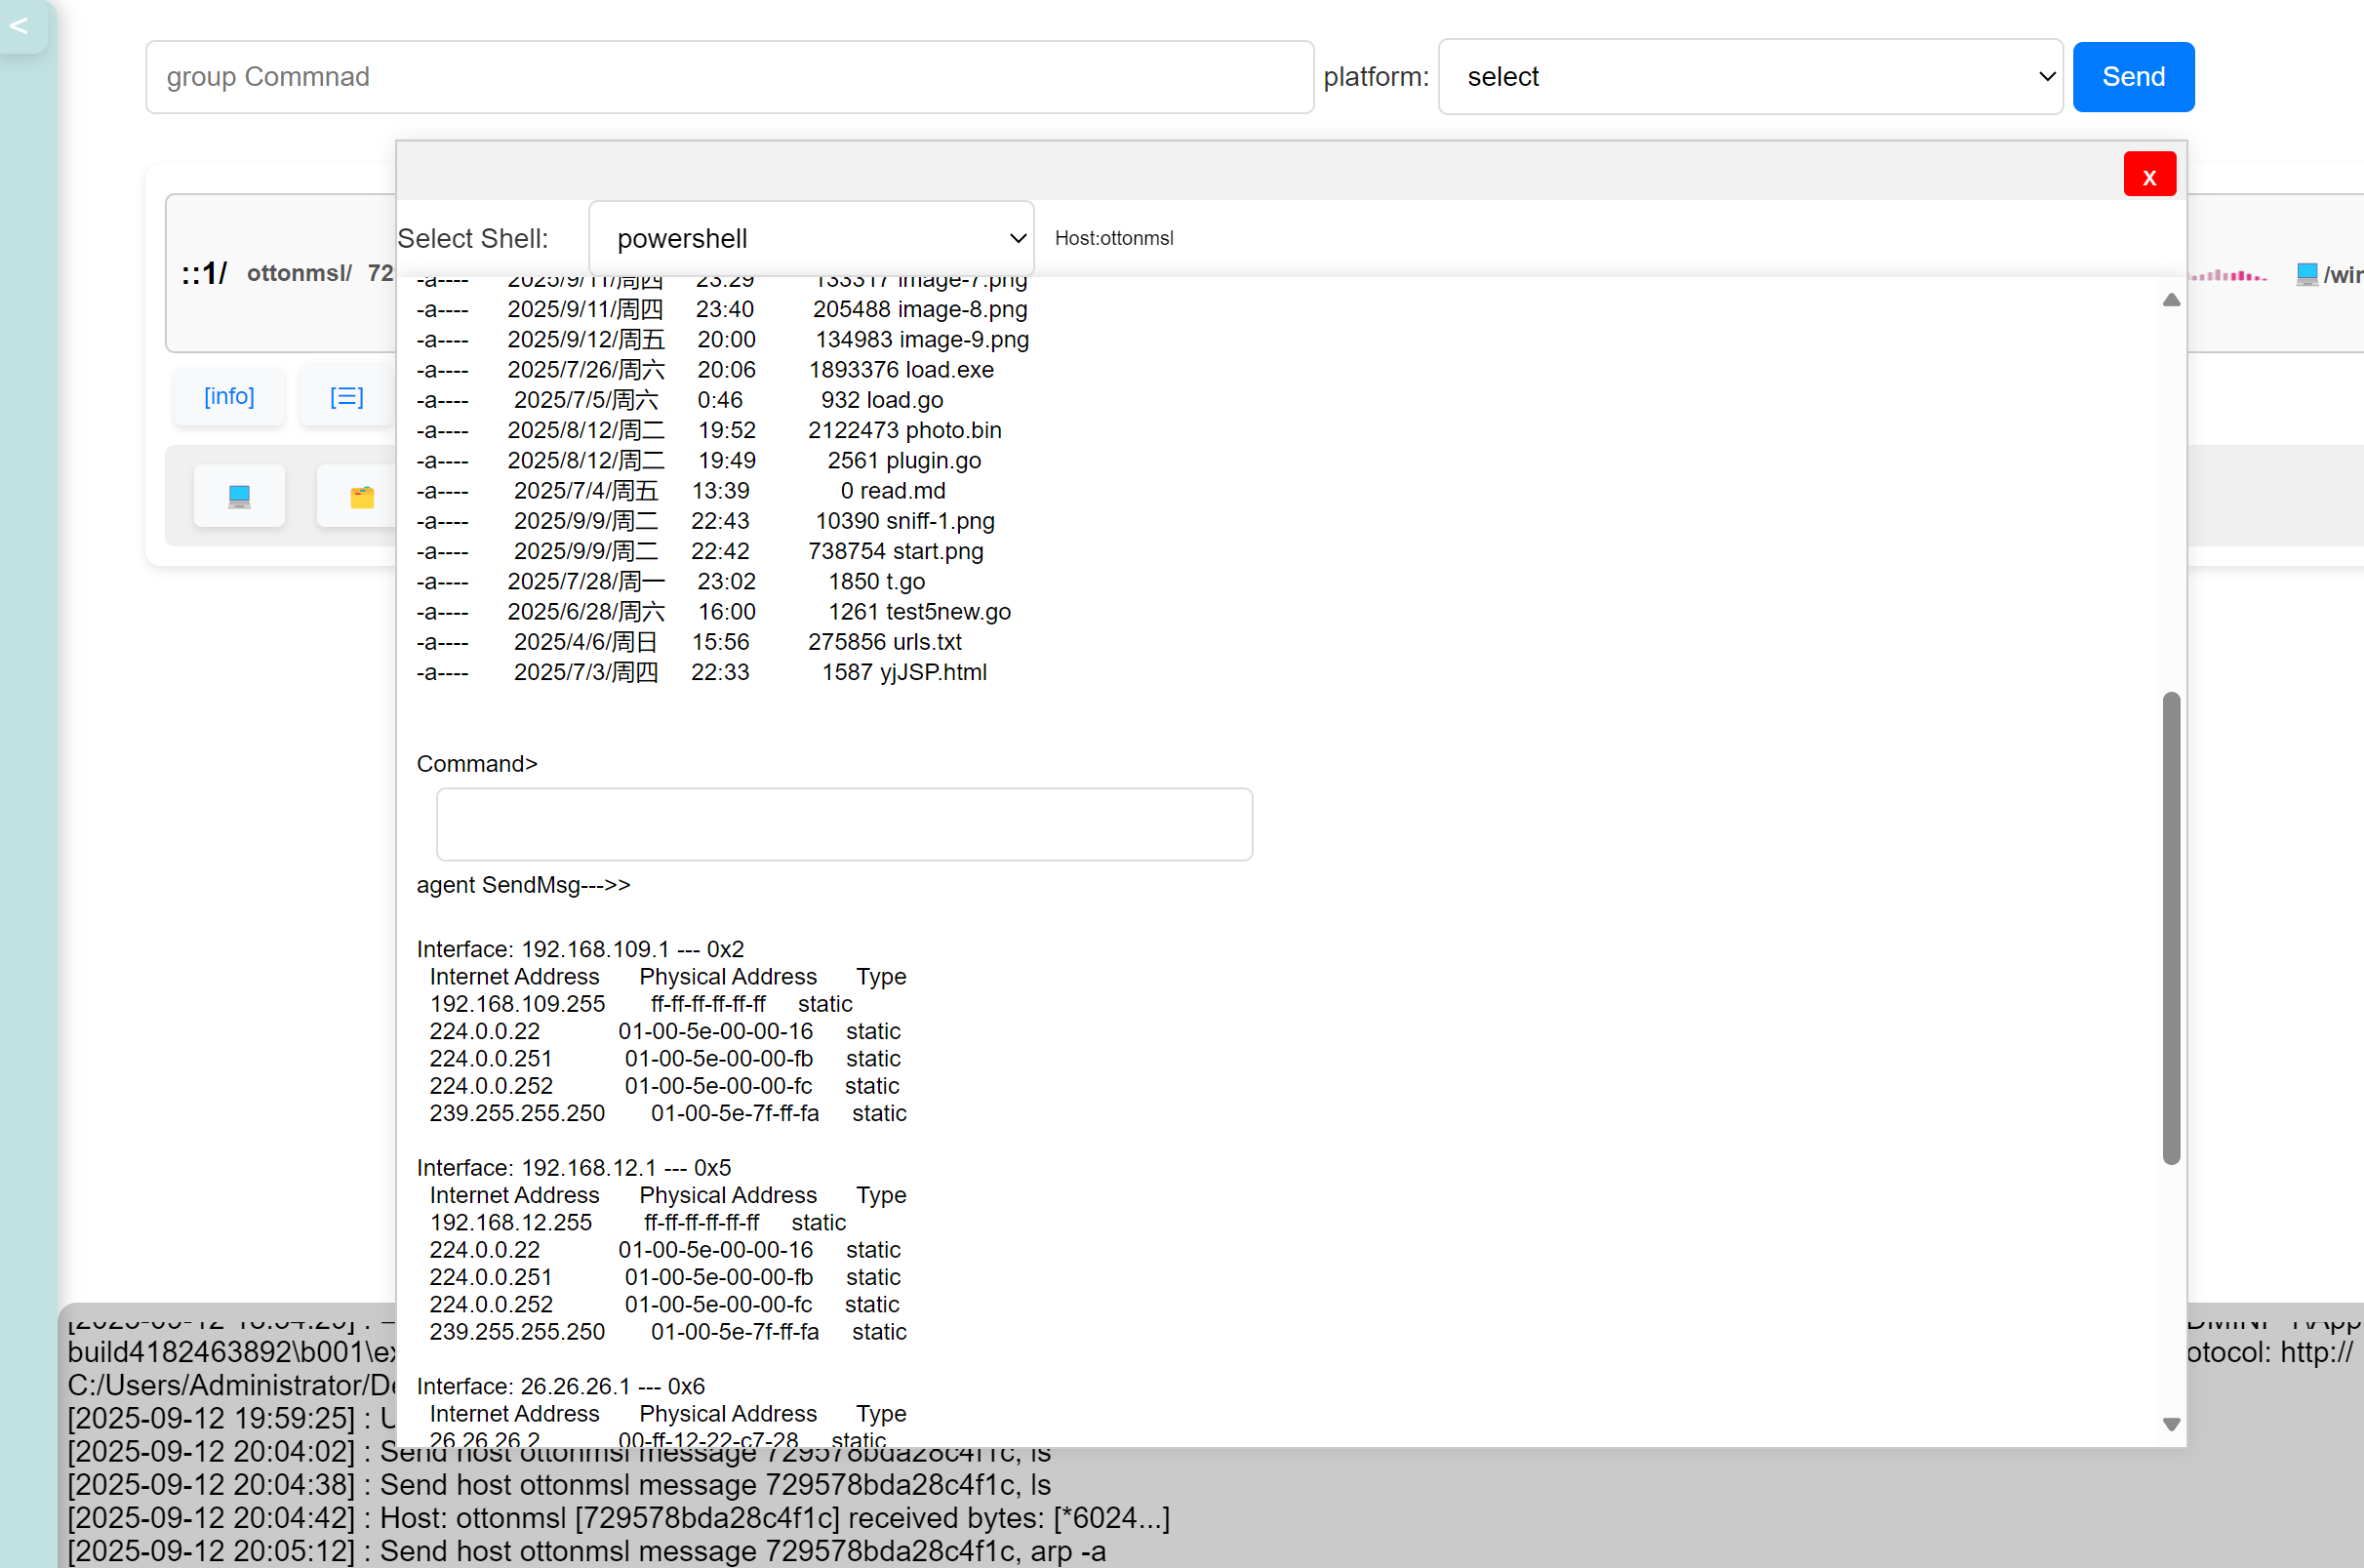 <
group Commnad
platform: select Send
x
Select Shell: powershell Host:ottonmsl
::1/ ottonmsl/ 72
/wir
[info] [☰]
-a---- 2025/9/11/周四 23:29 133317 image-7.png
-a---- 2025/9/11/周四 23:40 205488 image-8.png
-a---- 2025/9/12/周五 20:00 134983 image-9.png
-a---- 2025/7/26/周六 20:06 1893376 load.exe
-a---- 2025/7/5/周六 0:46 932 load.go
-a---- 2025/8/12/周二 19:52 2122473 photo.bin
-a---- 2025/8/12/周二 19:49 2561 plugin.go
-a---- 2025/7/4/周五 13:39 0 read.md
-a---- 2025/9/9/周二 22:43 10390 sniff-1.png
-a---- 2025/9/9/周二 22:42 738754 start.png
-a---- 2025/7/28/周一 23:02 1850 t.go
-a---- 2025/6/28/周六 16:00 1261 test5new.go
-a---- 2025/4/6/周日 15:56 275856 urls.txt
-a---- 2025/7/3/周四 22:33 1587 yjJSP.html
Command>
agent SendMsg--->>
Interface: 192.168.109.1 --- 0x2
Internet Address Physical Address Type
192.168.109.255 ff-ff-ff-ff-ff-ff static
224.0.0.22 01-00-5e-00-00-16 static
224.0.0.251 01-00-5e-00-00-fb static
224.0.0.252 01-00-5e-00-00-fc static
239.255.255.250 01-00-5e-7f-ff-fa static
Interface: 192.168.12.1 --- 0x5
Internet Address Physical Address Type
192.168.12.255 ff-ff-ff-ff-ff-ff static
224.0.0.22 01-00-5e-00-00-16 static
224.0.0.251 01-00-5e-00-00-fb static
224.0.0.252 01-00-5e-00-00-fc static
239.255.255.250 01-00-5e-7f-ff-fa static
Interface: 26.26.26.1 --- 0x6
Internet Address Physical Address Type
26.26.26.2 00-ff-12-22-c7-28 static
build4182463892\b001\ex otocol: http://
C:/Users/Administrator/De
[2025-09-12 19:59:25] : U
[2025-09-12 20:04:02] : Send host ottonmsl message 729578bda28c4f1c, ls
[2025-09-12 20:04:38] : Send host ottonmsl message 729578bda28c4f1c, ls
[2025-09-12 20:04:42] : Host: ottonmsl [729578bda28c4f1c] received bytes: [*6024...]
[2025-09-12 20:05:12] : Send host ottonmsl message 729578bda28c4f1c, arp -a